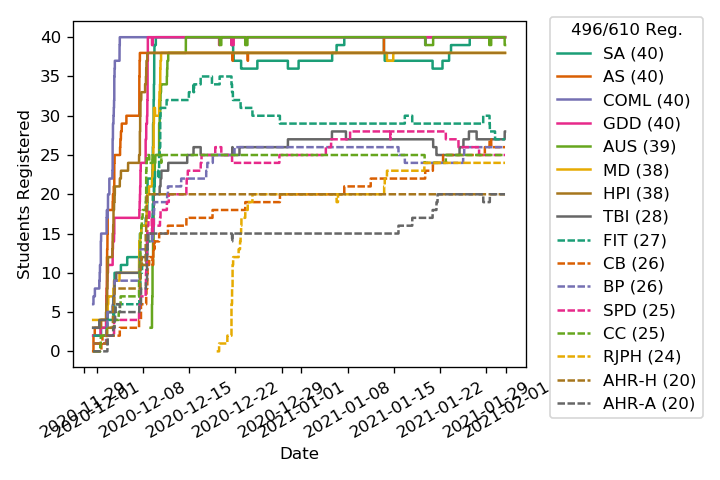 496/610 Reg.
SA (40)
AS (40)
COML (40)
GDD (40)
AUS (39)
MD (38)
HPI (38)
TBI (28)
FIT (27)
CB (26)
BP (26)
SPD (25)
CC (25)
RJPH (24)
AHR-H (20)
AHR-A (20)
Students Registered
40
35
30
25
20
15
10
5
0
2020-11-29
2020-12-01
2020-12-08
2020-12-15
2020-12-22
2020-12-29
2021-01-01
2021-01-08
2021-01-15
2021-01-22
2021-01-29
2021-02-01
Date